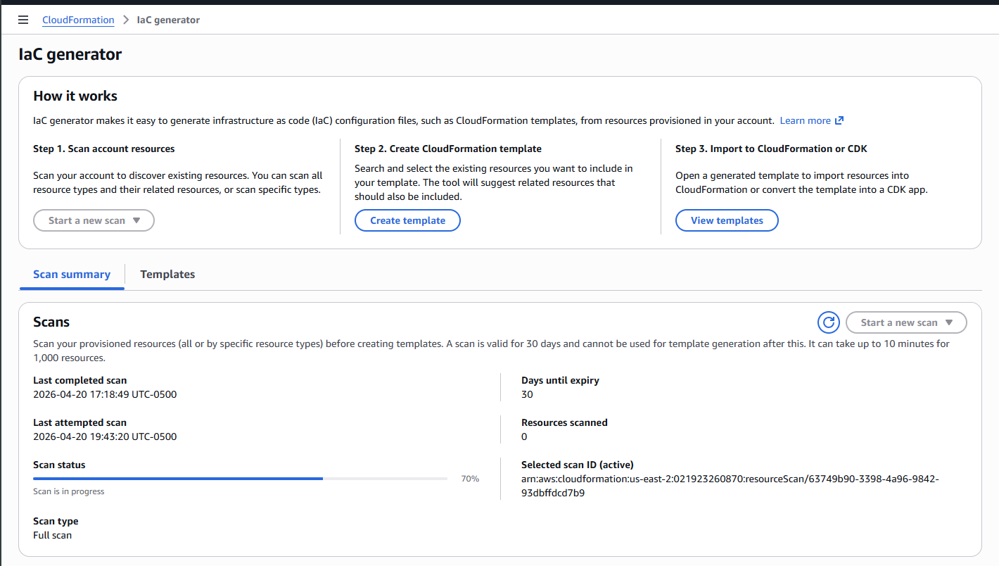 CloudFormation > IaC generator
IaC generator
How it works
IaC generator makes it easy to generate infrastructure as code (IaC) configuration files, such as CloudFormation templates, from resources provisioned in your account. Learn more
Step 1. Scan account resources
Scan your account to discover existing resources. You can scan all
resource types and their related resources, or scan specific types.
Start a new scan
Step 2. Create CloudFormation template
Search and select the existing resources you want to include in
your template. The tool will suggest related resources that
should also be included.
Create template
Step 3. Import to CloudFormation or CDK
Open a generated template to import resources into
CloudFormation or convert the template into a CDK app.
View templates
Scan summary
Templates
Scans
Start a new scan
Scan your provisioned resources (all or by specific resource types) before creating templates. A scan is valid for 30 days and cannot be used for template generation after this. It can take up to 10 minutes for
1,000 resources.
Last completed scan
2026-04-20 17:18:49 UTC-0500
Days until expiry
30
Last attempted scan
2026-04-20 19:43:20 UTC-0500
Resources scanned
0
Scan status
70%
Scan is in progress
Selected scan ID (active)
arn:aws:cloudformation:us-east-2:021923260870:resourceScan/63749b90-3398-4a96-9842-
93dbffdcd7b9
Scan type
Full scan